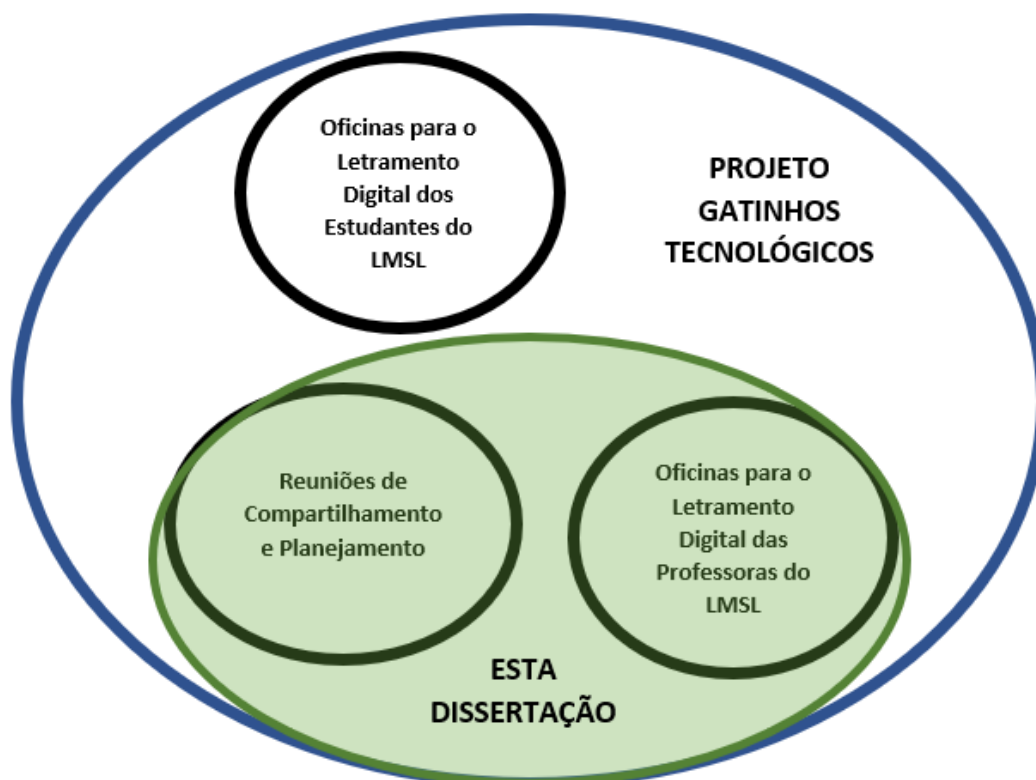 Oficinas para o
Letramento
Digital dos
Estudantes do
LMSL
PROJETO
GATINHOS
TECNOLÓGICOS
Reuniões de
Compartilhamento
e Planejamento
Oficinas para o
Letramento
Digital das
Professoras do
LMSL
ESTA
DISSERTAÇÃO